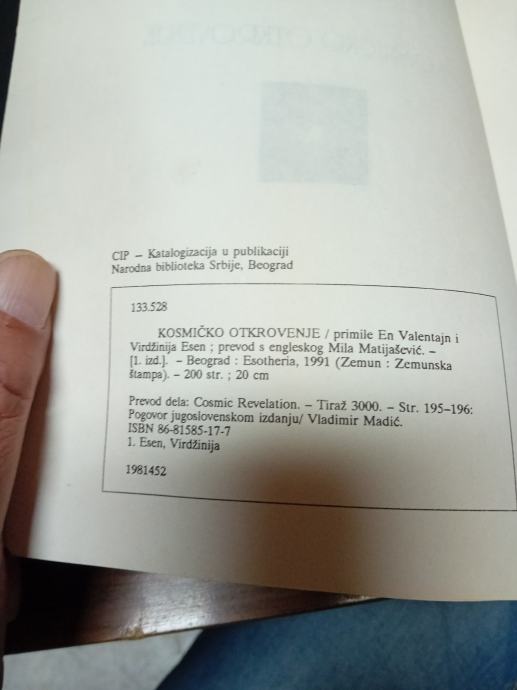 CIP – Katalogizacija u publikaciji
Narodna biblioteka Srbije, Beograd
133.528
KOSMIČKO OTKROVENJE / primile En Valentajn i
Virdžinija Esen ; prevod s engleskog Mila Matijašević. –
[1. izd.]. – Beograd : Esotheria, 1991 (Zemun : Zemunska
štampa). – 200 str. ; 20 cm
Prevod dela: Cosmic Revelation. – Tiraž 3000. – Str. 195–196:
Pogovor jugoslovenskom izdanju/ Vladimir Madić.
ISBN 86-81585-17-7
1. Esen, Virdžinija
1981452